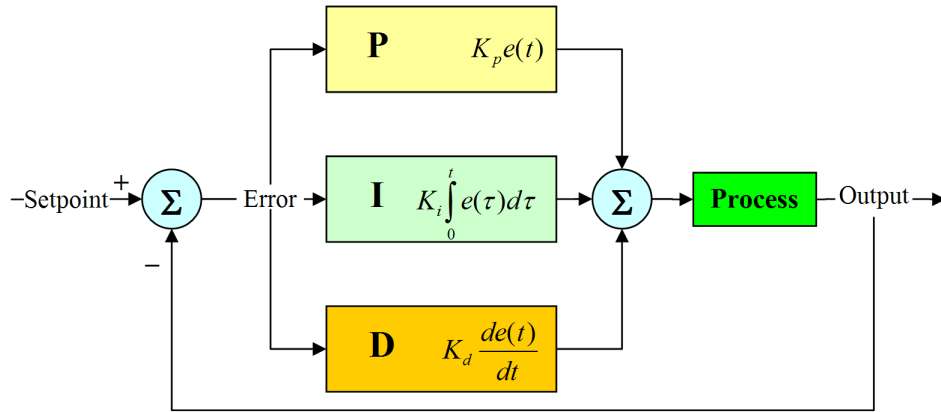 P K_p e(t)
Setpoint
+
−
Σ
Error
I K_i ∫_0^t e(τ)dτ
Σ
Process
Output
D K_d de(t)/dt